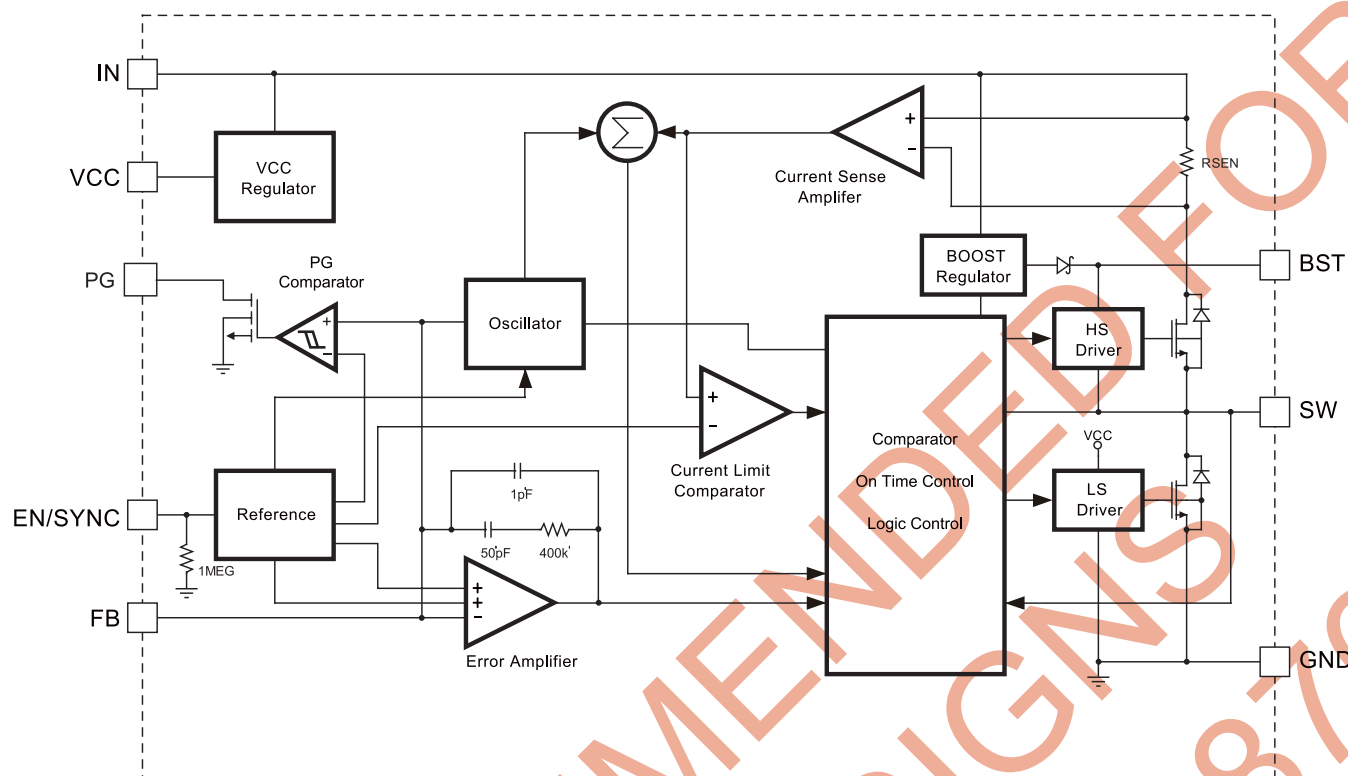 IN
VCC
VCC
Regulator
PG
PG
Comparator
Oscillator
Σ
Current Sense
Amplifer
+
-
RSEN
BOOST
Regulator
BST
HS
Driver
SW
VCC
LS
Driver
GND
+
-
Current Limit
Comparator
Comparator
On Time Control
Logic Control
+
-
EN/SYNC
Reference
1MEG
1pF
50pF
400k
FB
+
+
-
Error Amplifier
MENDED FOR
SIGNS